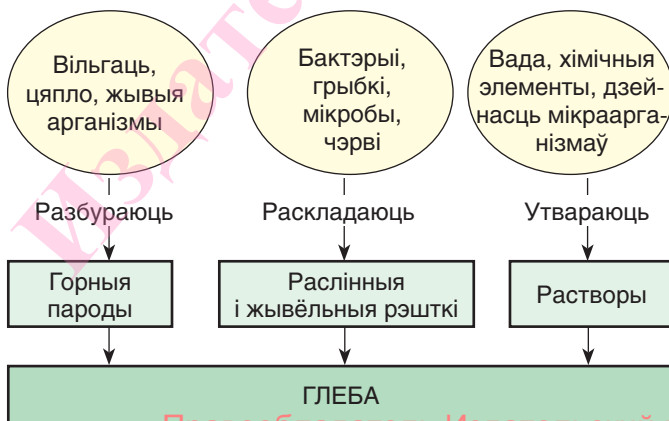 Вільгаць,
цяпло, жывыя
арганізмы
Бактэрыі,
грыбкі,
мікробы,
чэрві
Вада, хімічныя
элементы, дзей-
насць мікраарга-
нізмаў
Разбураюць
Раскладаюць
Утвараюць
Горныя
пароды
Раслінныя
і жывёльныя рэшткі
Растворы
ГЛЕБА